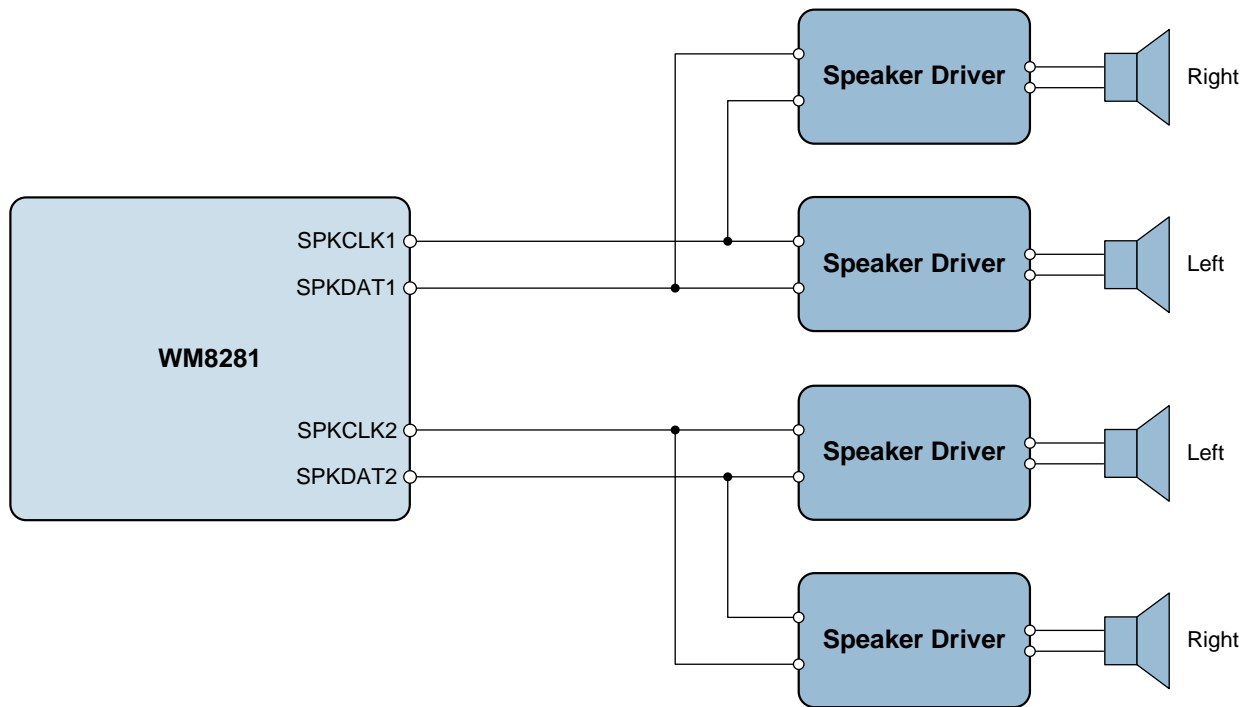 Speaker Driver
Right
SPKCLK1
SPKDAT1
Speaker Driver
Left
WM8281
SPKCLK2
SPKDAT2
Speaker Driver
Left
Speaker Driver
Right